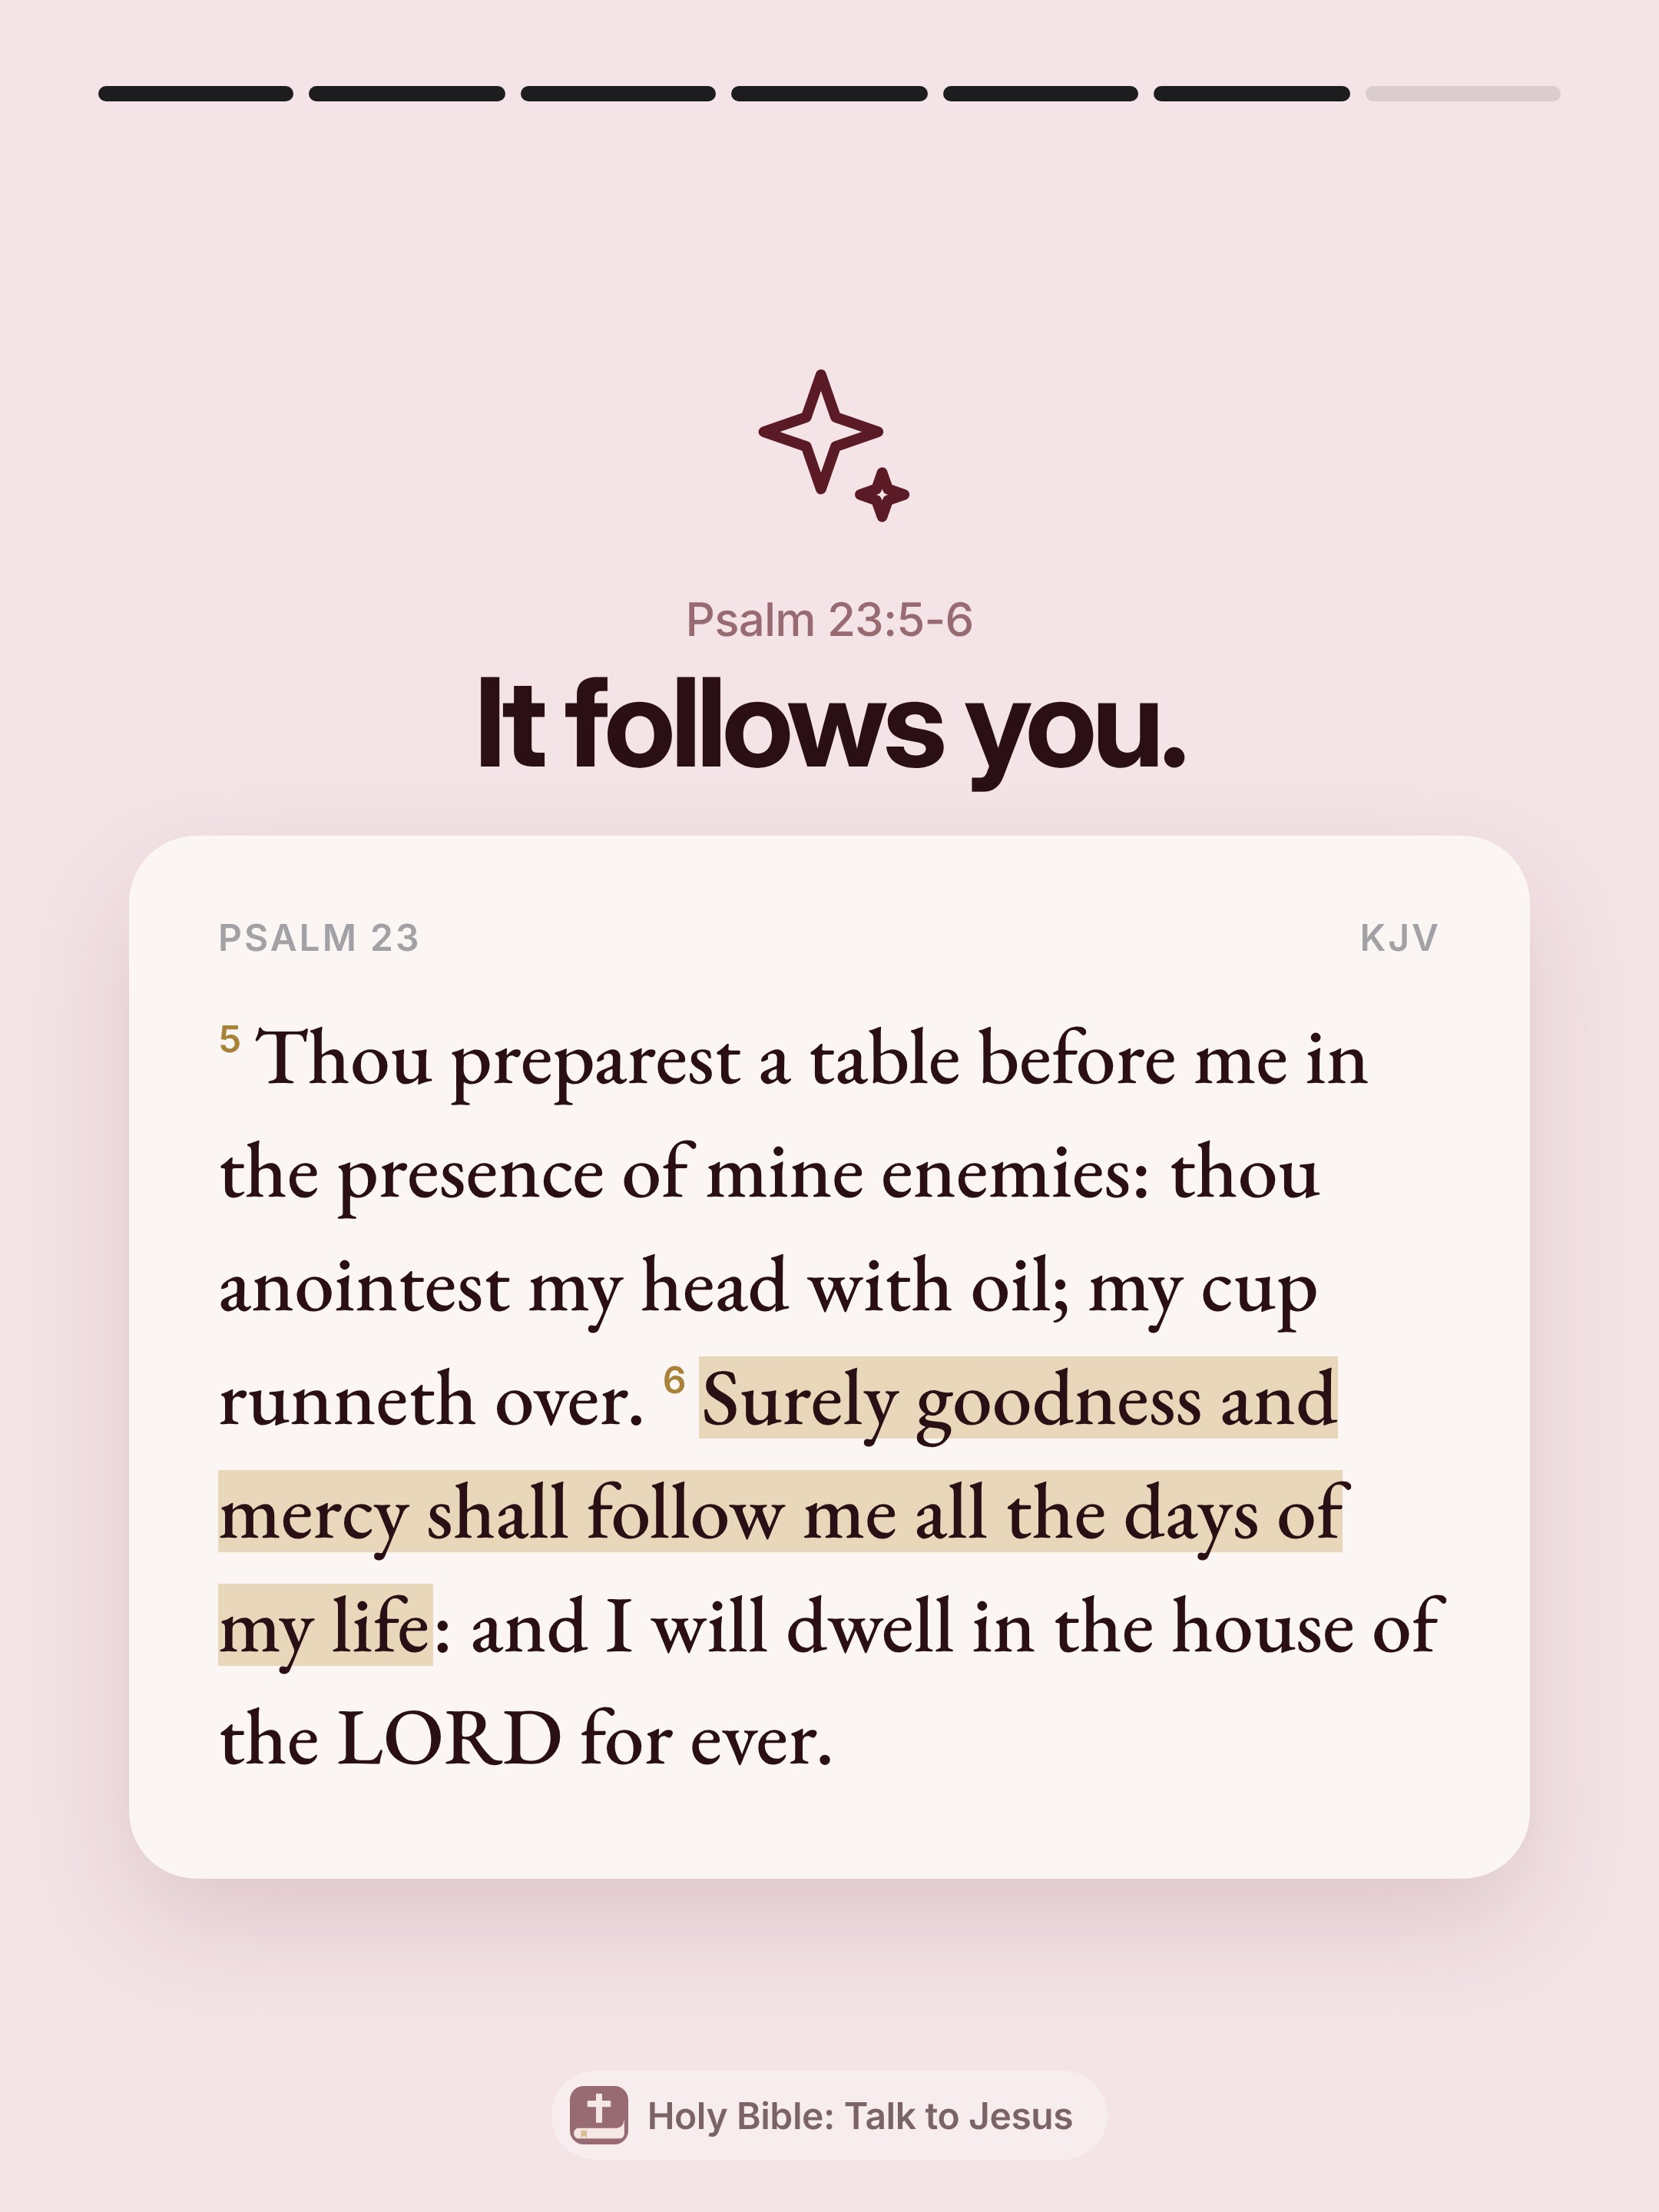 Psalm 23:5-6
It follows you.
PSALM 23 KJV
5 Thou preparest a table before me in
the presence of mine enemies: thou
anointest my head with oil; my cup
runneth over. 6 Surely goodness and
mercy shall follow me all the days of
my life: and I will dwell in the house of
the LORD for ever.
Holy Bible: Talk to Jesus